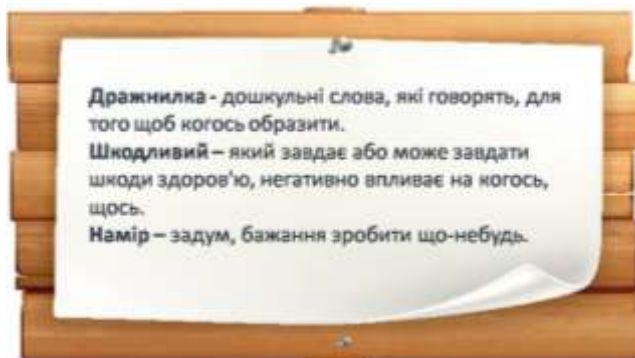 Дражнилка - дошкульні слова, які говорять, для
того щоб когось образити.
Шкодливий – який завдає або може завдати
шкоди здоров'ю, негативно впливає на когось,
щось.
Намір – задум, бажання зробити що-небудь.